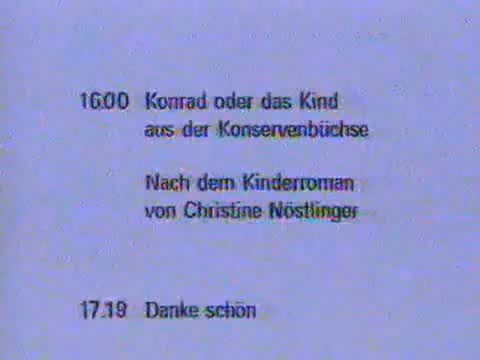 16.00 Konrad oder das Kind
aus der Konservenbüchse
Nach dem Kinderroman
von Christine Nöstlinger
17.19 Danke schön